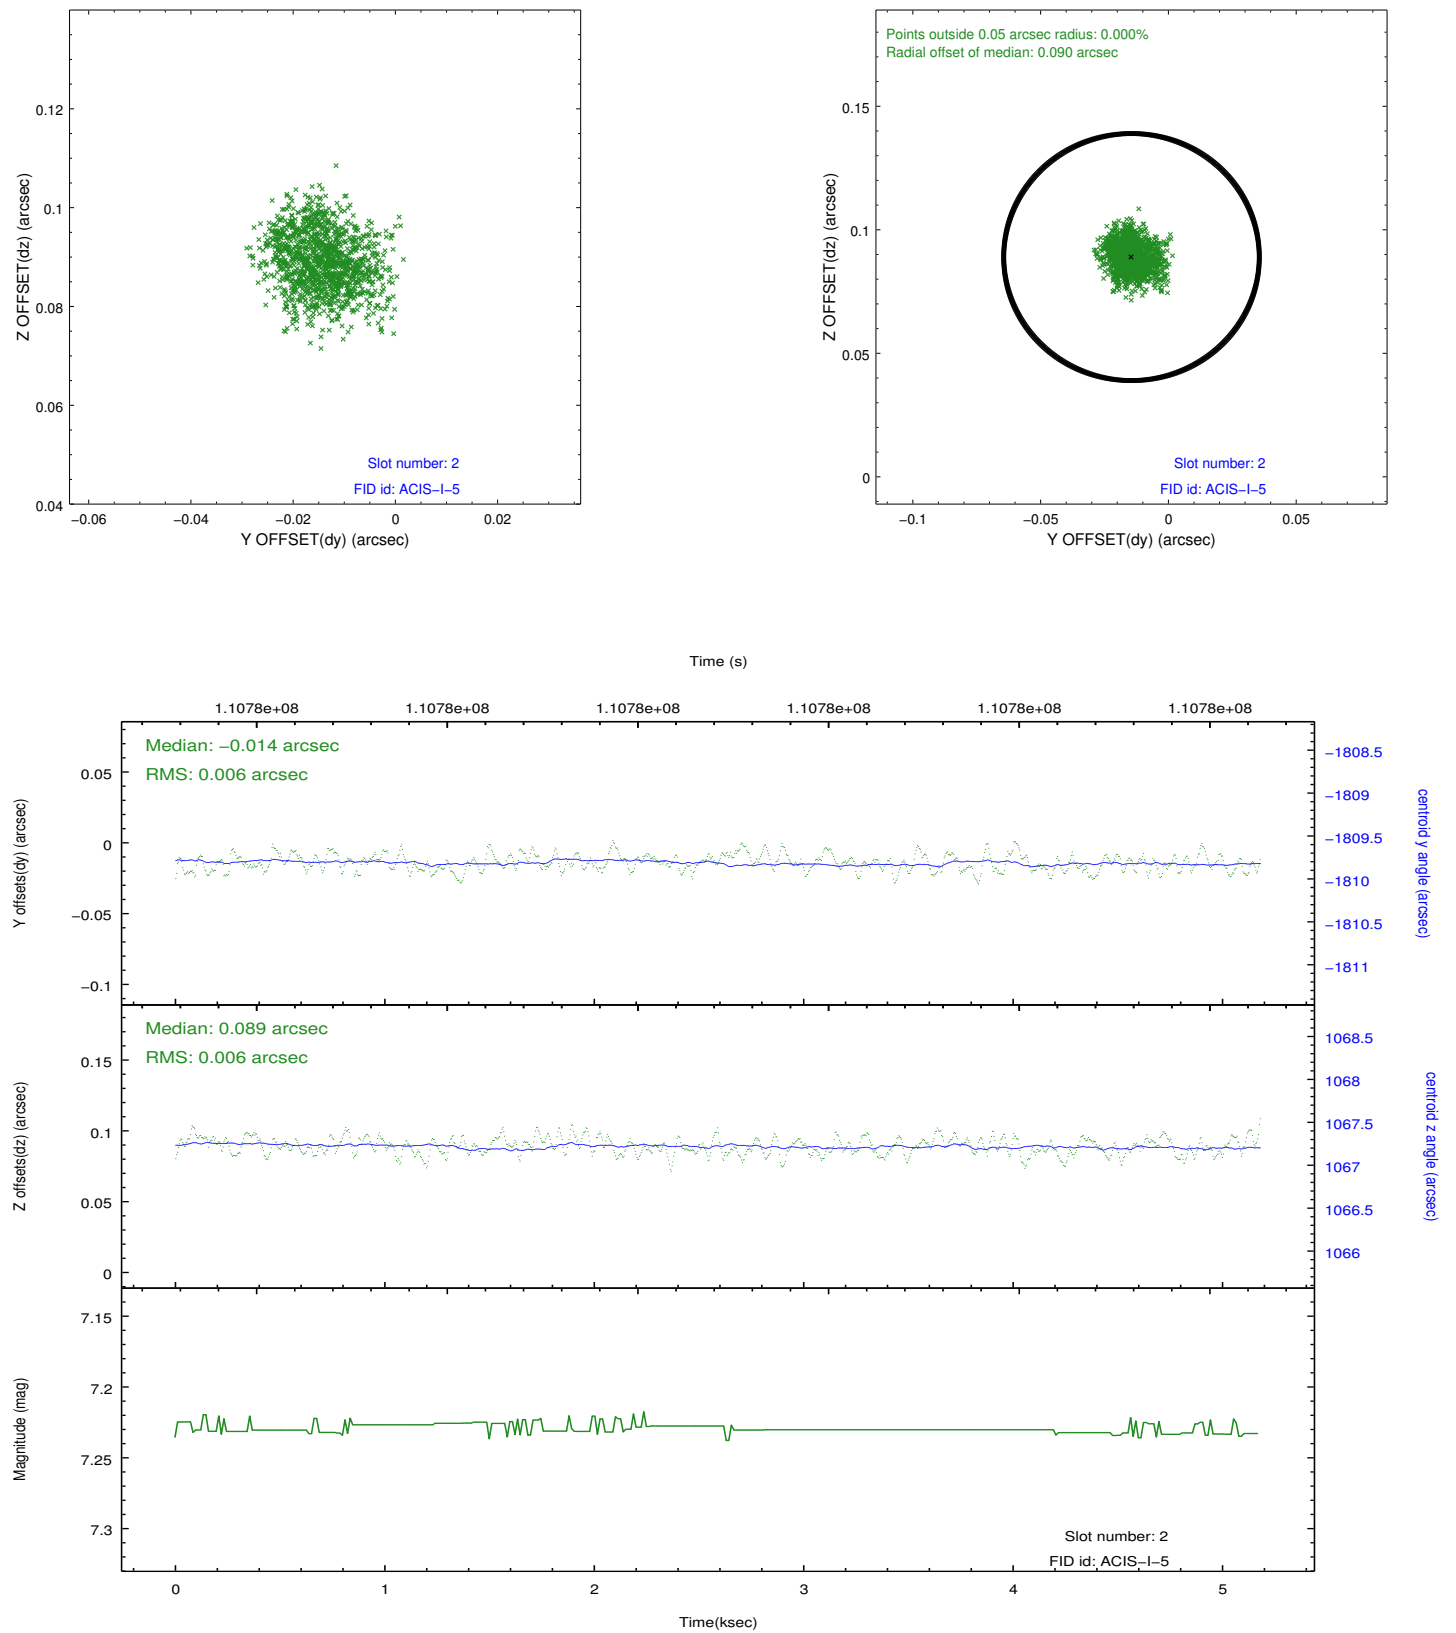 0.12
0.1
0.08
0.06
0.04
Z OFFSET(dz) (arcsec)
Slot number: 2
FID id: ACIS−I−5
−0.06 −0.04 −0.02 0 0.02
Y OFFSET(dy) (arcsec)
Points outside 0.05 arcsec radius: 0.000%
Radial offset of median: 0.090 arcsec
0.15
0.1
0.05
0
Z OFFSET(dz) (arcsec)
Slot number: 2
FID id: ACIS−I−5
−0.1 −0.05 0 0.05
Y OFFSET(dy) (arcsec)
Time (s)
1.1078e+08 1.1078e+08 1.1078e+08 1.1078e+08 1.1078e+08 1.1078e+08
Median: −0.014 arcsec
RMS: 0.006 arcsec
0.05
0
−0.05
−0.1
Y offsets(dy) (arcsec)
−1808.5
−1809
−1809.5
−1810
−1810.5
−1811
centroid y angle (arcsec)
Median: 0.089 arcsec
RMS: 0.006 arcsec
0.15
0.1
0.05
0
Z offsets(dz) (arcsec)
1068.5
1068
1067.5
1067
1066.5
1066
centroid z angle (arcsec)
7.15
7.2
7.25
7.3
Magnitude (mag)
Slot number: 2
FID id: ACIS−I−5
0 1 2 3 4 5
Time(ksec)